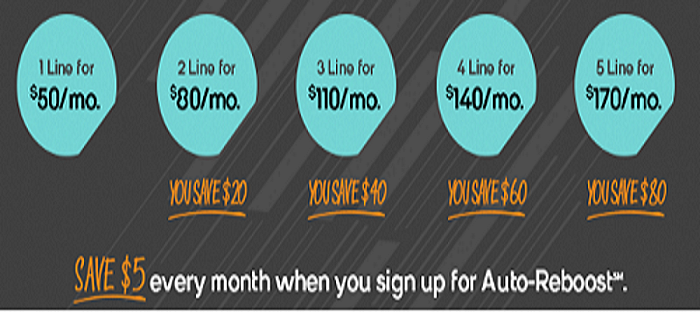 1 Line for
$50/mo.
2 Line for
$80/mo.
3 Line for
$110/mo.
4 Line for
$140/mo.
5 Line for
$170/mo.
YOU SAVE $20
YOU SAVE $40
YOU SAVE $60
YOU SAVE $80
SAVE $5 every month when you sign up for Auto-Reboost℠.